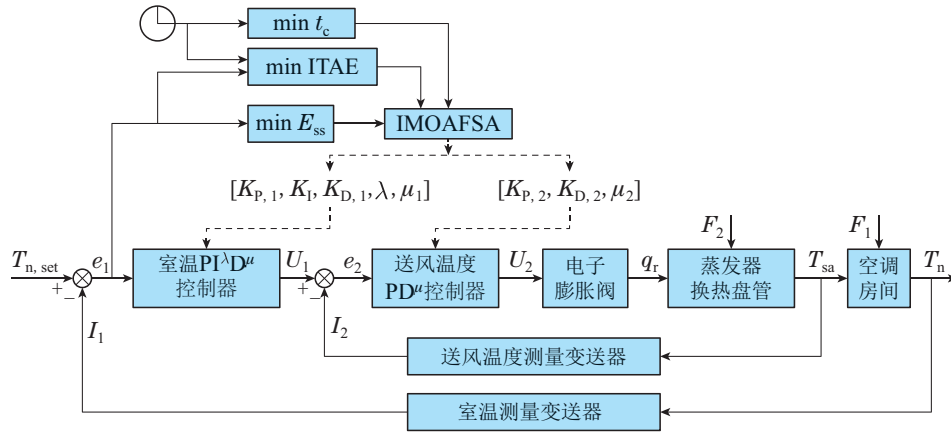 min t_c
min ITAE
min E_ss
IMOAFSA
[K_P, 1, K_I, K_D, 1, λ, μ_1]
[K_P, 2, K_D, 2, μ_2]
F_2
F_1
T_n, set
+
−
e_1
室温PI^λD^μ
控制器
U_1
+
−
e_2
送风温度
PD^μ控制器
U_2
电子
膨胀阀
q_r
蒸发器
换热盘管
T_sa
空调
房间
T_n
I_1
I_2
送风温度测量变送器
室温测量变送器